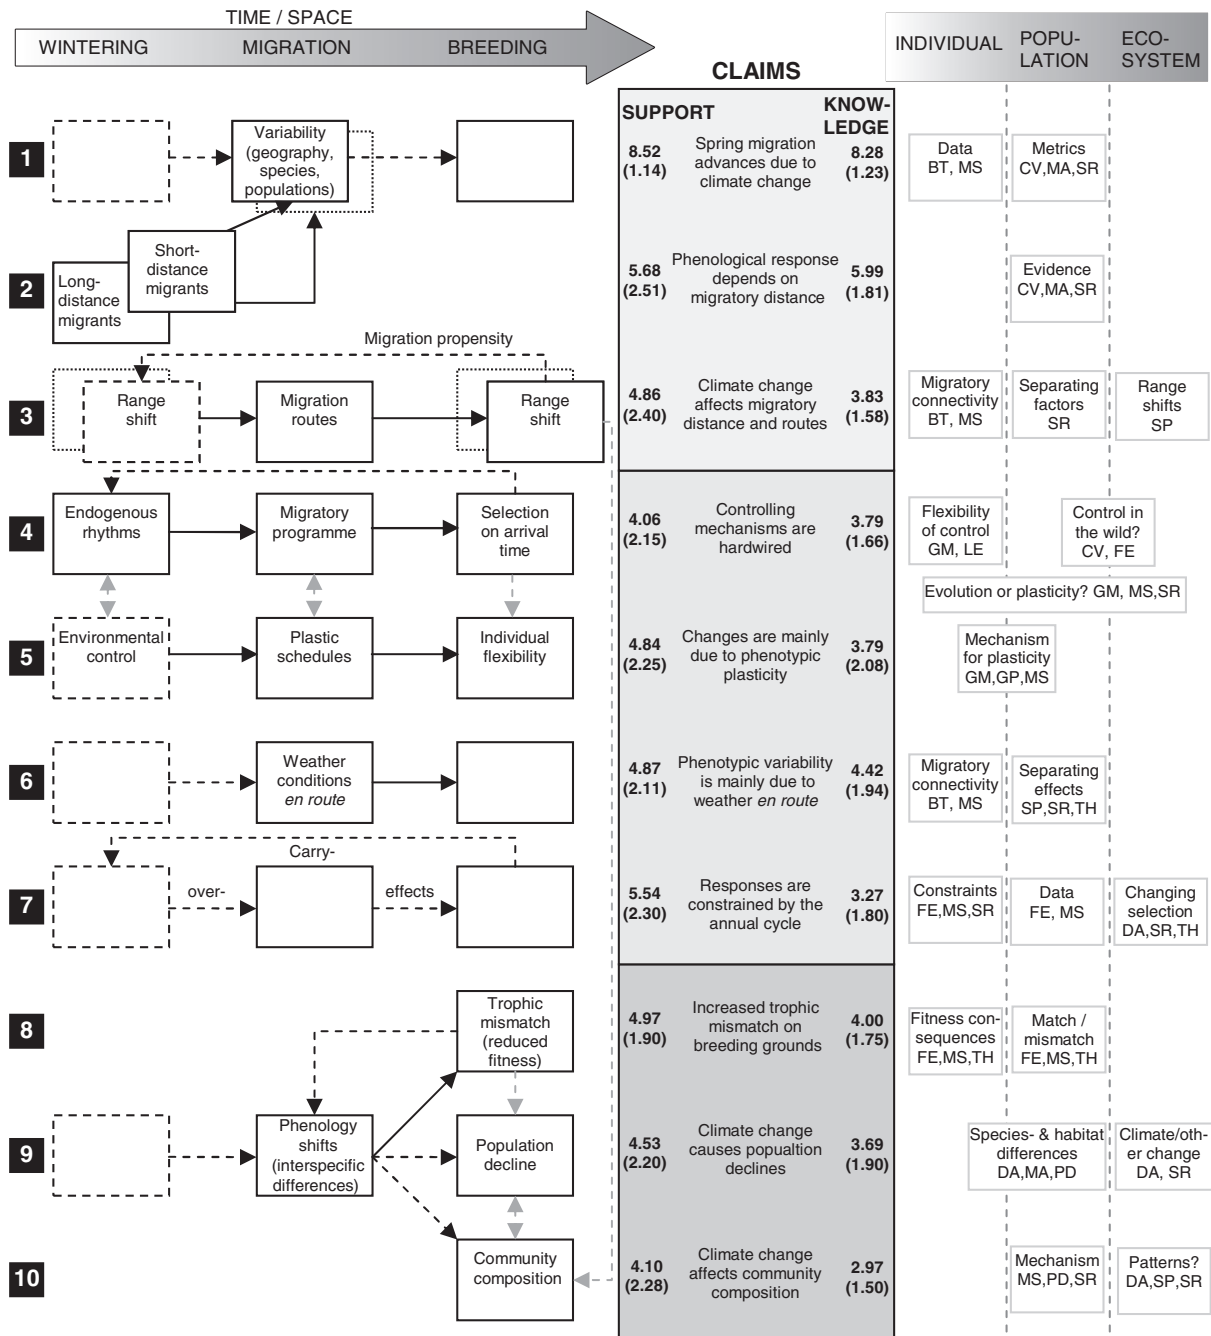 TIME / SPACE
WINTERING MIGRATION BREEDING
INDIVIDUAL
POPU-
LATION
ECO-
SYSTEM
CLAIMS
SUPPORT
KNOW-
LEDGE
1
Variability
(geography,
species,
populations)
8.52
(1.14)
Spring migration
advances due to
climate change
8.28
(1.23)
Data
BT, MS
Metrics
CV,MA,SR
2
Long-
distance
migrants
Short-
distance
migrants
5.68
(2.51)
Phenological response
depends on
migratory distance
5.99
(1.81)
Evidence
CV,MA,SR
Migration propensity
3
Range
shift
Migration
routes
Range
shift
4.86
(2.40)
Climate change
affects migratory
distance and routes
3.83
(1.58)
Migratory
connectivity
BT, MS
Separating
factors
SR
Range
shifts
SP
4
Endogenous
rhythms
Migratory
programme
Selection
on arrival
time
4.06
(2.15)
Controlling
mechanisms are
hardwired
3.79
(1.66)
Flexibility
of control
GM, LE
Control in
the wild?
CV, FE
Evolution or plasticity? GM, MS,SR
5
Environmental
control
Plastic
schedules
Individual
flexibility
4.84
(2.25)
Changes are mainly
due to phenotypic
plasticity
3.79
(2.08)
Mechanism
for plasticity
GM,GP,MS
6
Weather
conditions
en route
4.87
(2.11)
Phenotypic variability
is mainly due to
weather en route
4.42
(1.94)
Migratory
connectivity
BT, MS
Separating
effects
SP,SR,TH
7
Carry-
over-
effects
5.54
(2.30)
Responses are
constrained by the
annual cycle
3.27
(1.80)
Constraints
FE,MS,SR
Data
FE, MS
Changing
selection
DA,SR,TH
8
Trophic
mismatch
(reduced
fitness)
4.97
(1.90)
Increased trophic
mismatch on
breeding grounds
4.00
(1.75)
Fitness con-
sequences
FE,MS,TH
Match /
mismatch
FE,MS,TH
9
Phenology
shifts
(interspecific
differences)
Population
decline
4.53
(2.20)
Climate change
causes popultion
declines
3.69
(1.90)
Species- & habitat
differences
DA,MA,PD
Climate/oth-
er change
DA, SR
10
Community
composition
4.10
(2.28)
Climate change
affects community
composition
2.97
(1.50)
Mechanism
MS,PD,SR
Patterns?
DA,SP,SR